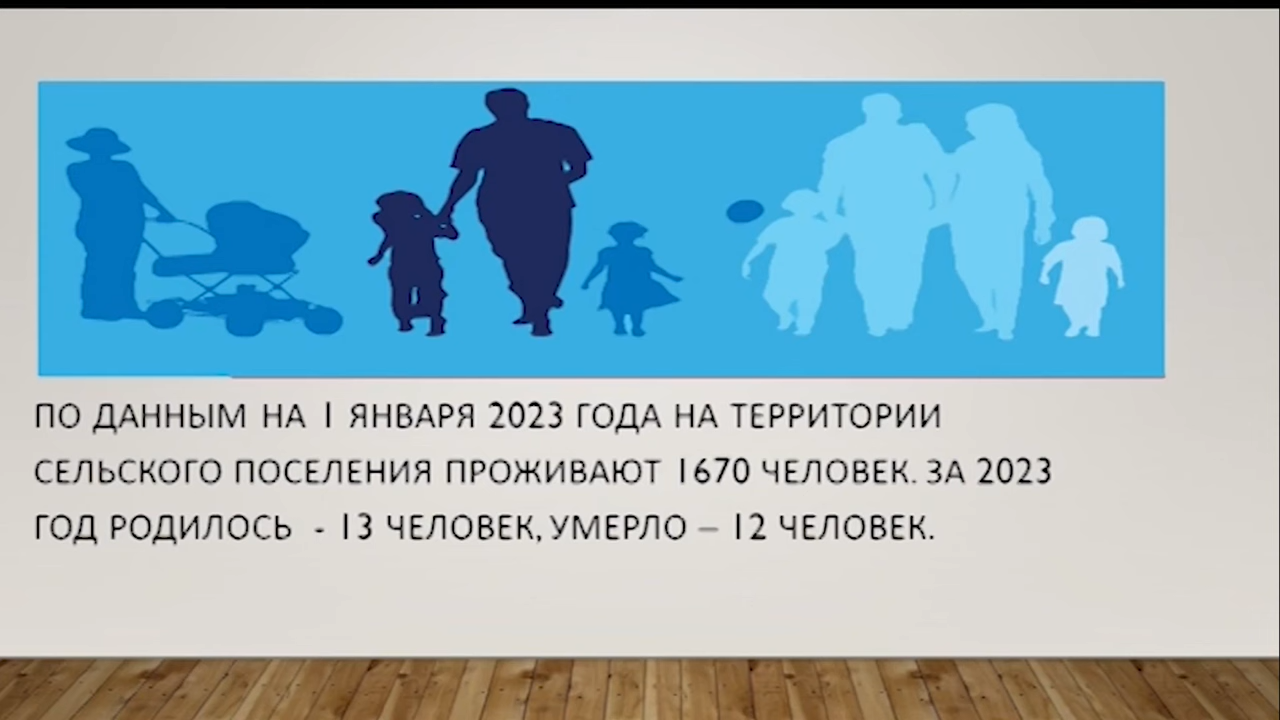 ПО ДАННЫМ НА 1 ЯНВАРЯ 2023 ГОДА НА ТЕРРИТОРИИ
СЕЛЬСКОГО ПОСЕЛЕНИЯ ПРОЖИВАЮТ 1670 ЧЕЛОВЕК. ЗА 2023
ГОД РОДИЛОСЬ - 13 ЧЕЛОВЕК, УМЕРЛО – 12 ЧЕЛОВЕК.